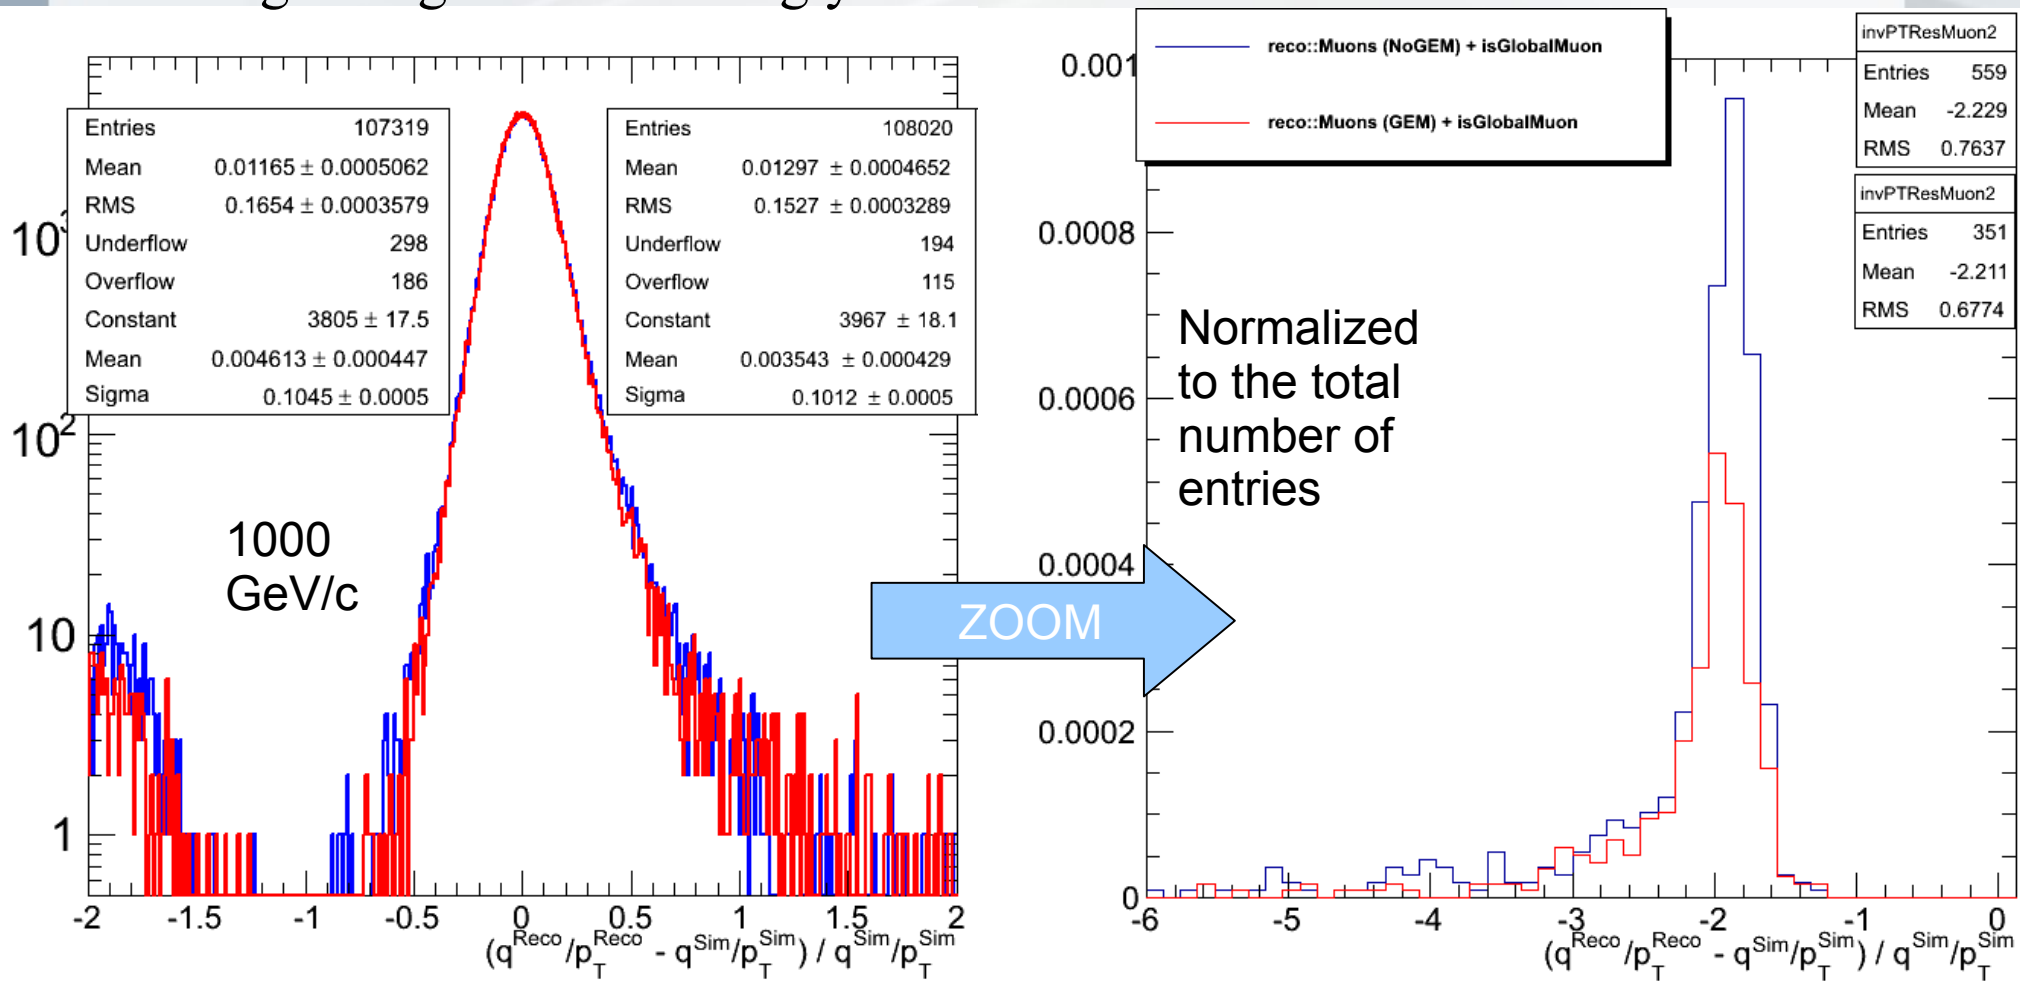 Entries 107319
Mean 0.01165 ± 0.0005062
RMS 0.1654 ± 0.0003579
Underflow 298
Overflow 186
Constant 3805 ± 17.5
Mean 0.004613 ± 0.000447
Sigma 0.1045 ± 0.0005
Entries 108020
Mean 0.01297 ± 0.0004652
RMS 0.1527 ± 0.0003289
Underflow 194
Overflow 115
Constant 3967 ± 18.1
Mean 0.003543 ± 0.000429
Sigma 0.1012 ± 0.0005
10³
10²
10
1
1000
GeV/c
-2 -1.5 -1 -0.5 0 0.5 1 1.5 2
(q^Reco/p_T^Reco - q^Sim/p_T^Sim) / q^Sim/p_T^Sim
ZOOM
reco::Muons (NoGEM) + isGlobalMuon
reco::Muons (GEM) + isGlobalMuon
invPTResMuon2
Entries 559
Mean -2.229
RMS 0.7637
invPTResMuon2
Entries 351
Mean -2.211
RMS 0.6774
Normalized
to the total
number of
entries
0.001
0.0008
0.0006
0.0004
0.0002
0
-6 -5 -4 -3 -2 -1 0
(q^Reco/p_T^Reco - q^Sim/p_T^Sim) / q^Sim/p_T^Sim